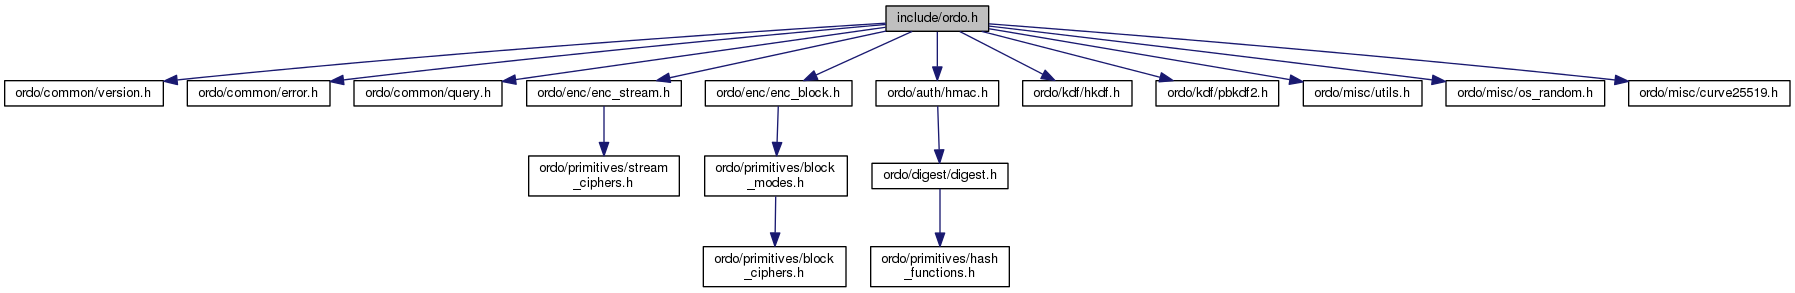 include/ordo.h
ordo/common/version.h
ordo/common/error.h
ordo/common/query.h
ordo/enc/enc_stream.h
ordo/enc/enc_block.h
ordo/auth/hmac.h
ordo/kdf/hkdf.h
ordo/kdf/pbkdf2.h
ordo/misc/utils.h
ordo/misc/os_random.h
ordo/misc/curve25519.h
ordo/primitives/stream
_ciphers.h
ordo/primitives/block
_modes.h
ordo/digest/digest.h
ordo/primitives/block
_ciphers.h
ordo/primitives/hash
_functions.h